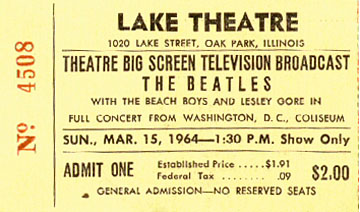 Nº 4508
LAKE THEATRE
1020 LAKE STREET, OAK PARK, ILLINOIS
THEATRE BIG SCREEN TELEVISION BROADCAST
THE BEATLES
WITH THE BEACH BOYS AND LESLEY GORE IN
FULL CONCERT FROM WASHINGTON, D. C., COLISEUM
SUN., MAR. 15, 1964—1:30 P.M. Show Only
ADMIT ONE
Established Price .....$1.91
Federal Tax ....... .09
$2.00
GENERAL ADMISSION—NO RESERVED SEATS